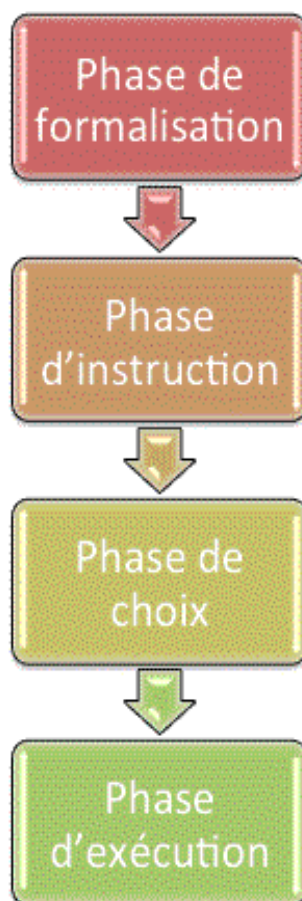 Phase de
formalisation
Phase
d'instruction
Phase de
choix
Phase
d'exécution